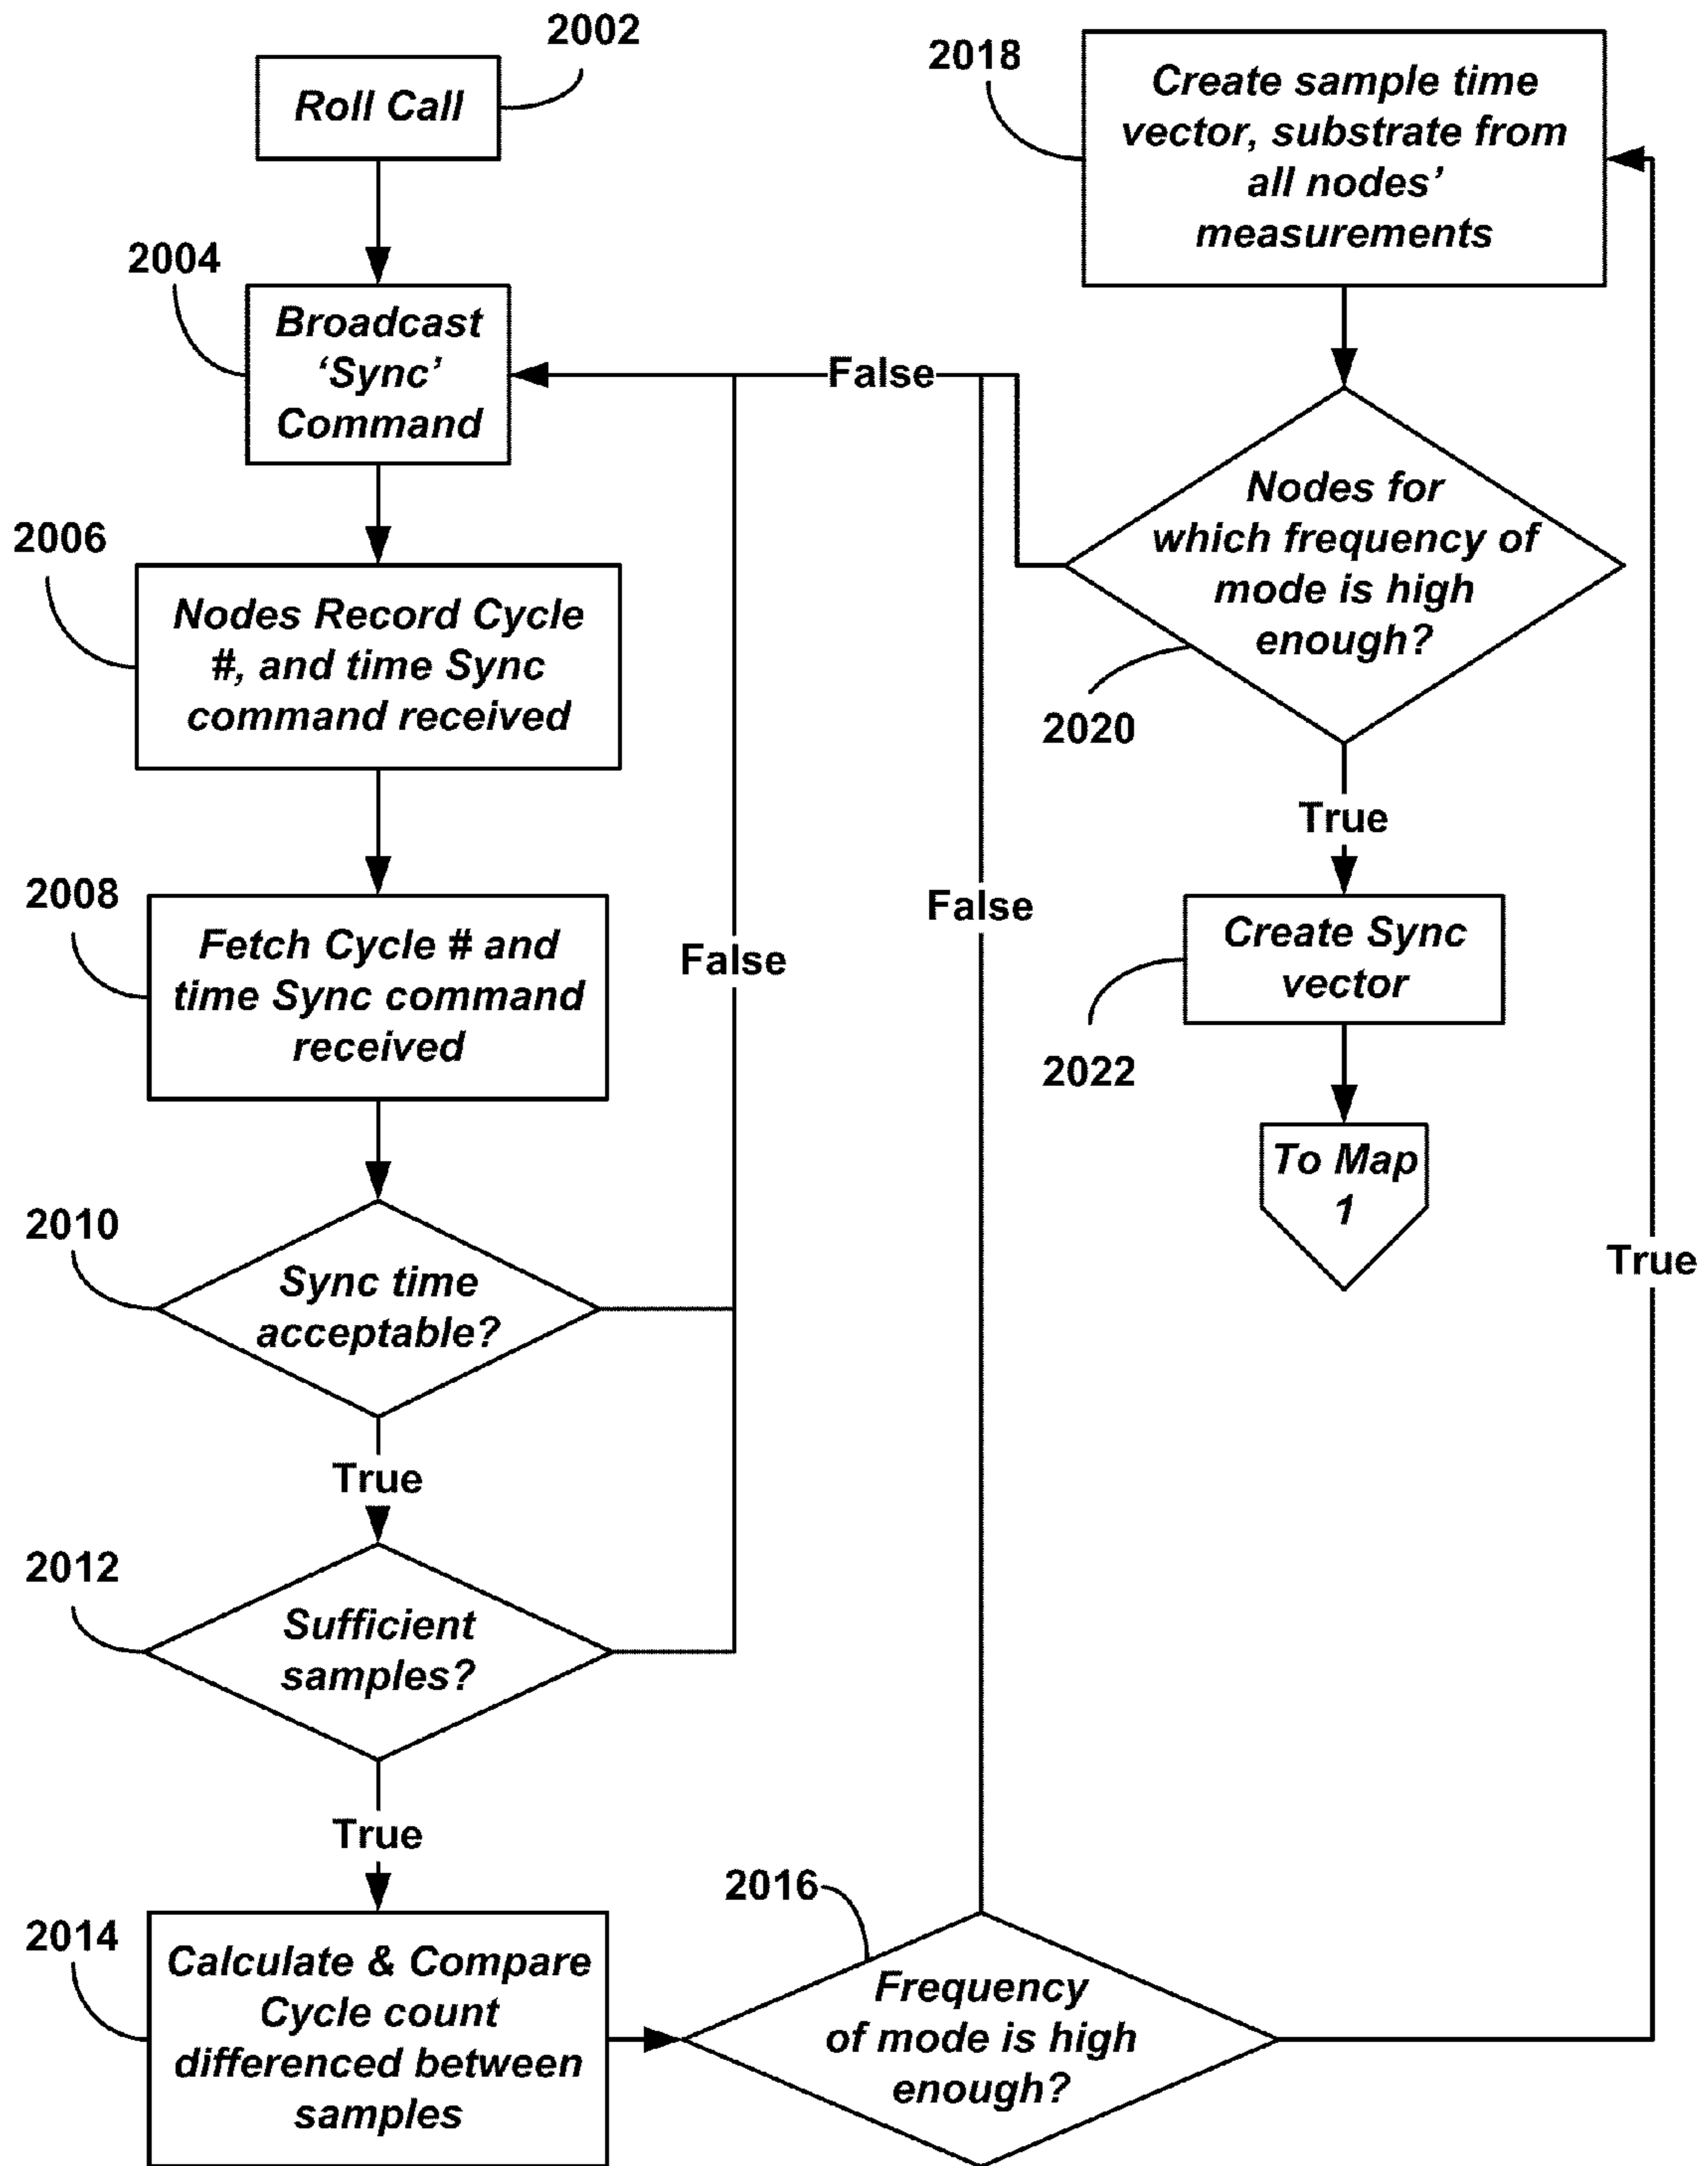 2002
Roll Call
2004
Broadcast
‘Sync’
Command
2006
Nodes Record Cycle
#, and time Sync
command received
2008
Fetch Cycle # and
time Sync command
received
2010
Sync time
acceptable?
True
False
2012
Sufficient
samples?
True
2014
Calculate & Compare
Cycle count
differenced between
samples
2016
Frequency
of mode is high
enough?
False
True
2018
Create sample time
vector, substrate from
all nodes’
measurements
2020
Nodes for
which frequency of
mode is high
enough?
False
True
2022
Create Sync
vector
To Map
1